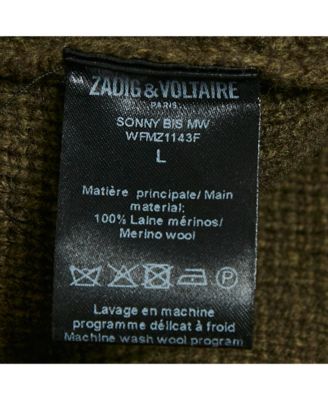 ZADIG&VOLTAIRE
PARIS
SONNY BIS MW
WFMZ1143F
L
Matière principale/ Main
material:
100% Laine mérinos/
Merino wool
P
Lavage en machine
programme délicat à froid
Machine wash wool program